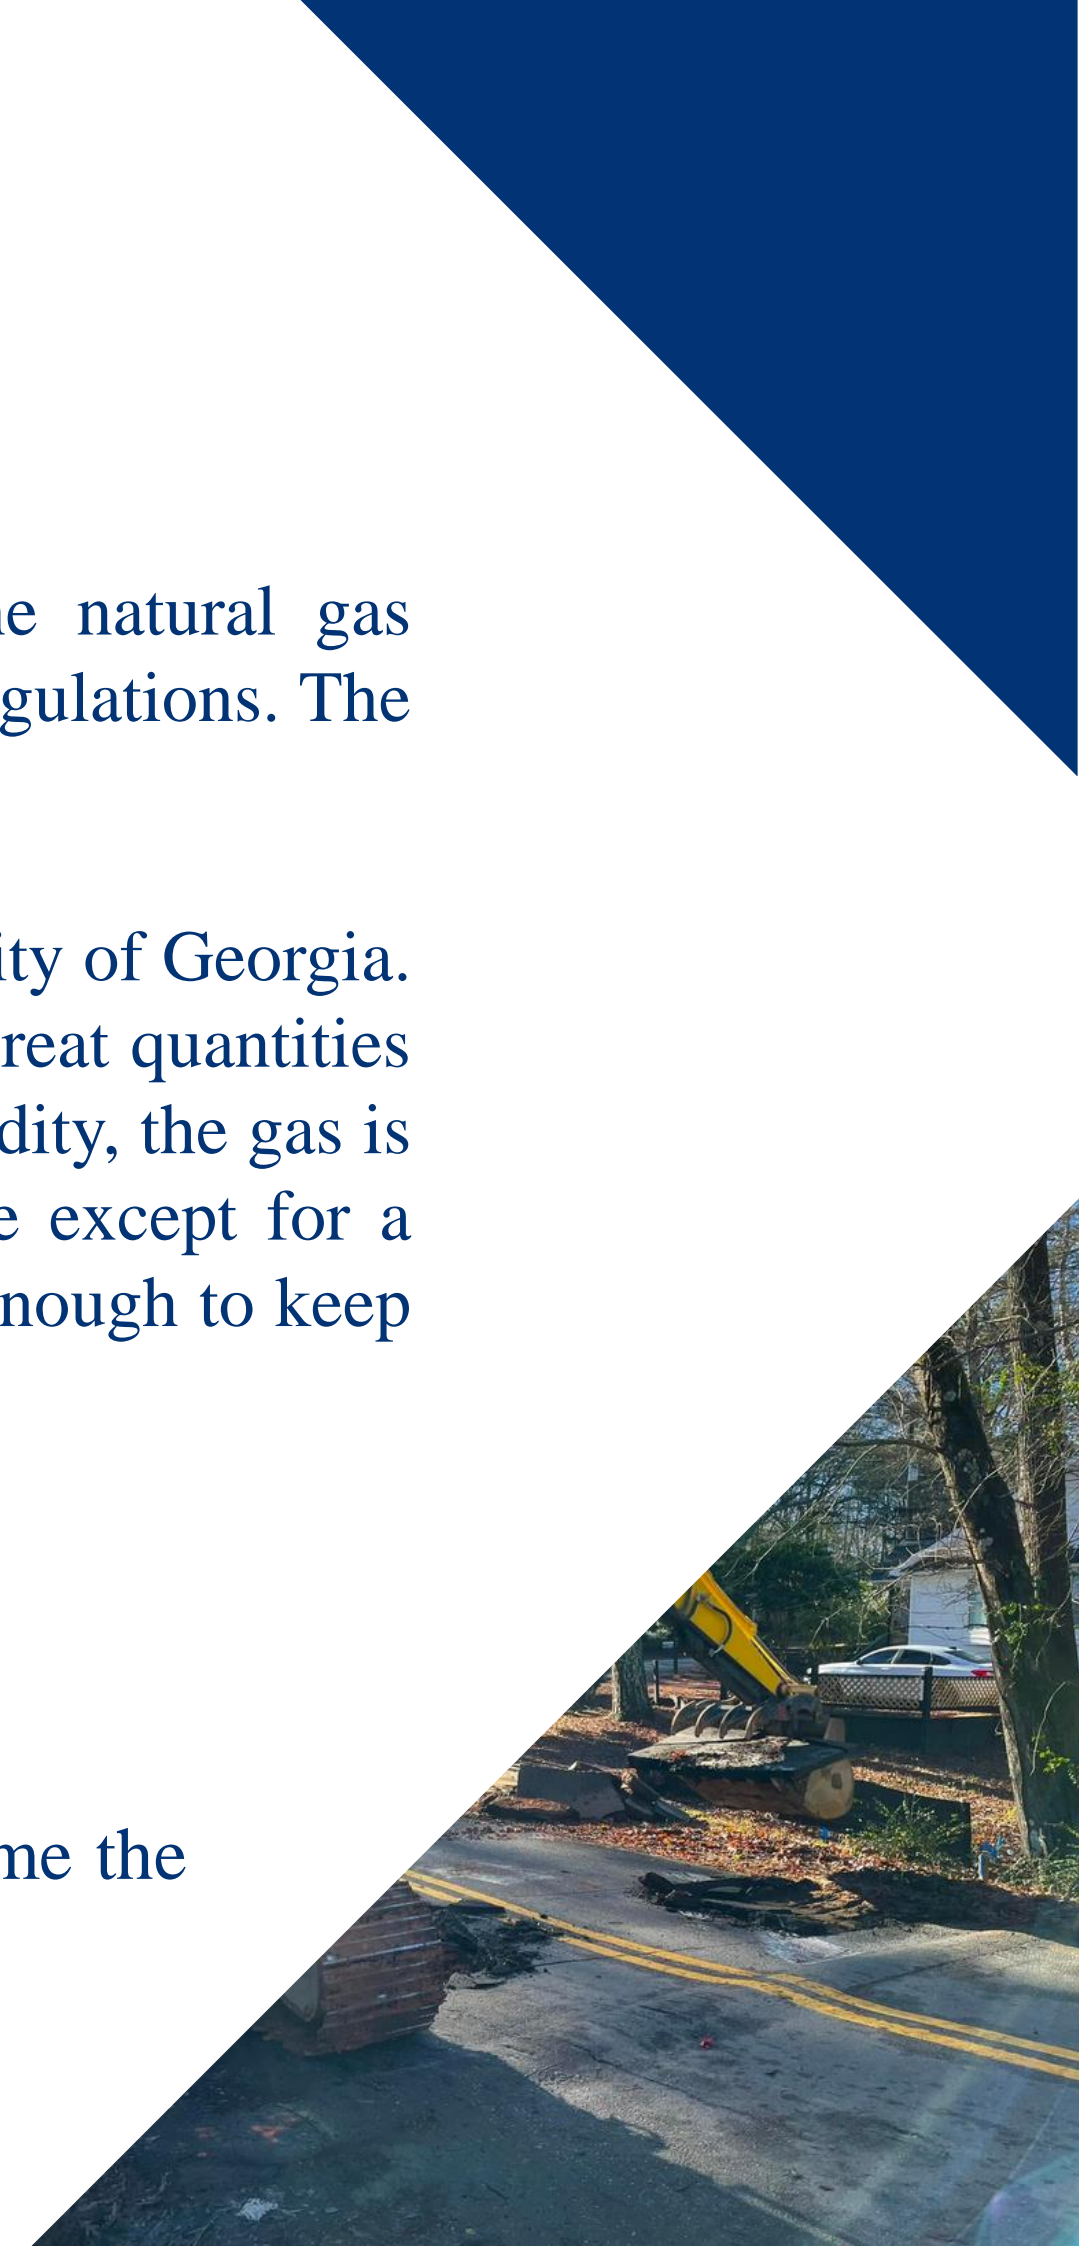 natural gas
gulations. The
ity of Georgia.
reat quantities
dity, the gas is
e except for a
nough to keep
me the